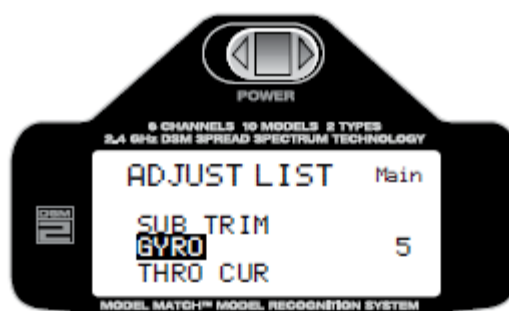 POWER
6 CHANNELS 10 MODELS 2 TYPES
2.4 GHz DSM SPREAD SPECTRUM TECHNOLOGY
ADJUST LIST Main
SUB TRIM
GYRO 5
THRO CUR
DSM
2
MODEL MATCH™ MODEL RECOGNITION SYSTEM